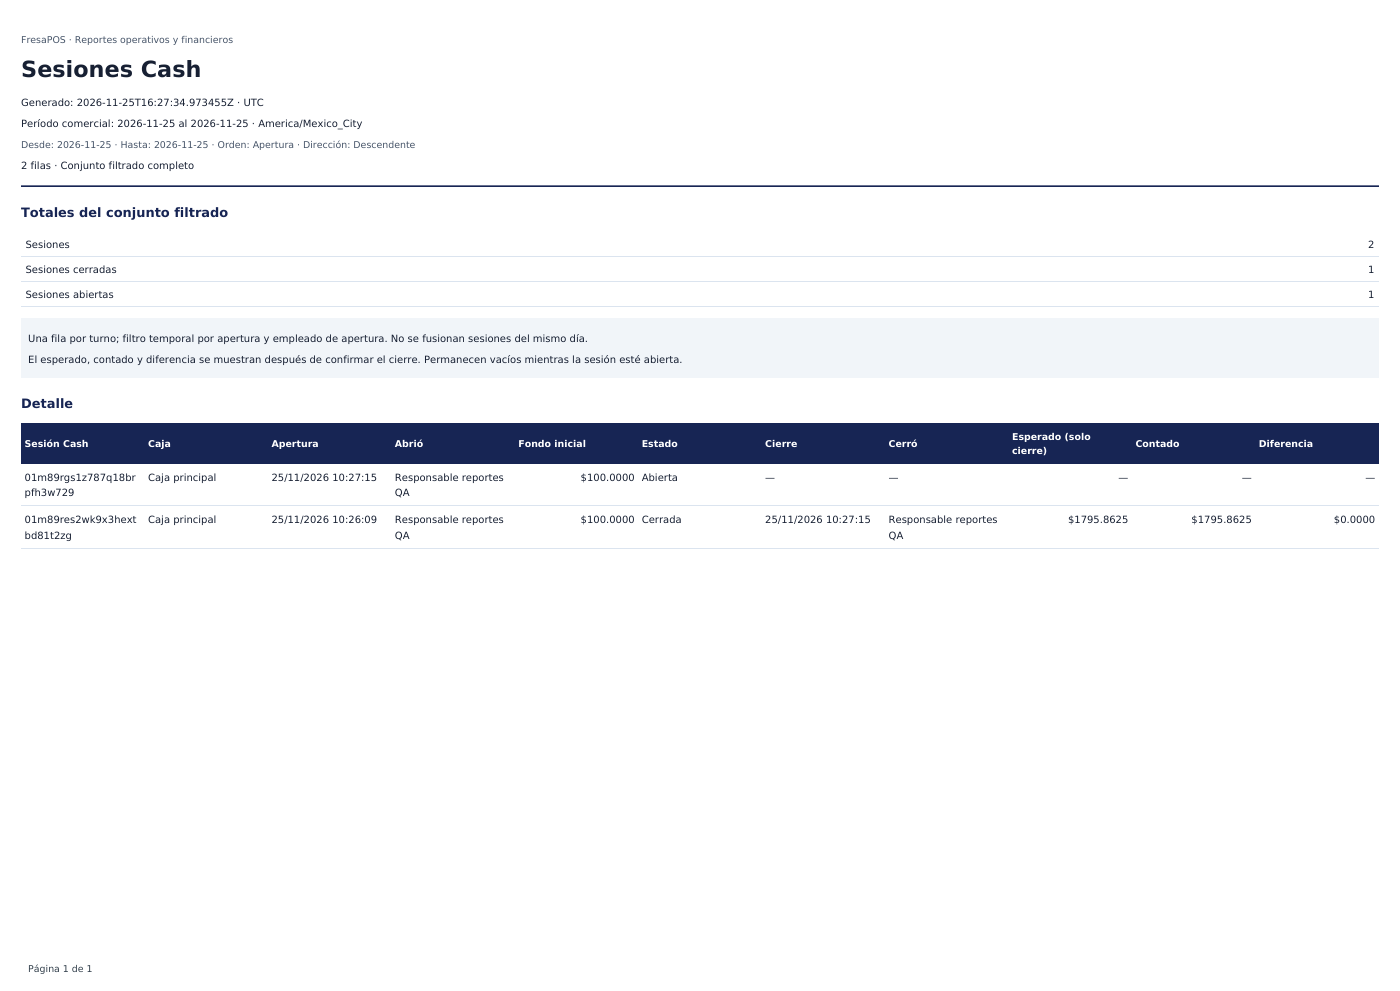 FresaPOS · Reportes operativos y financieros
Sesiones Cash
Generado: 2026-11-25T16:27:34.973455Z · UTC
Período comercial: 2026-11-25 al 2026-11-25 · America/Mexico_City
Desde: 2026-11-25 · Hasta: 2026-11-25 · Orden: Apertura · Dirección: Descendente
2 filas · Conjunto filtrado completo
Totales del conjunto filtrado
Sesiones 2
Sesiones cerradas 1
Sesiones abiertas 1
Una fila por turno; filtro temporal por apertura y empleado de apertura. No se fusionan sesiones del mismo día.
El esperado, contado y diferencia se muestran después de confirmar el cierre. Permanecen vacíos mientras la sesión esté abierta.
Detalle
Sesión Cash Caja Apertura Abrió Fondo inicial Estado Cierre Cerró Esperado (solo Contado Diferencia
cierre)
01m89rgs1z787q18br Caja principal 25/11/2026 10:27:15 Responsable reportes $100.0000 Abierta — — — — —
pfh3w729 QA
01m89res2wk9x3hext Caja principal 25/11/2026 10:26:09 Responsable reportes $100.0000 Cerrada 25/11/2026 10:27:15 Responsable reportes $1795.8625 $1795.8625 $0.0000
bd81t2zg QA QA
Página 1 de 1